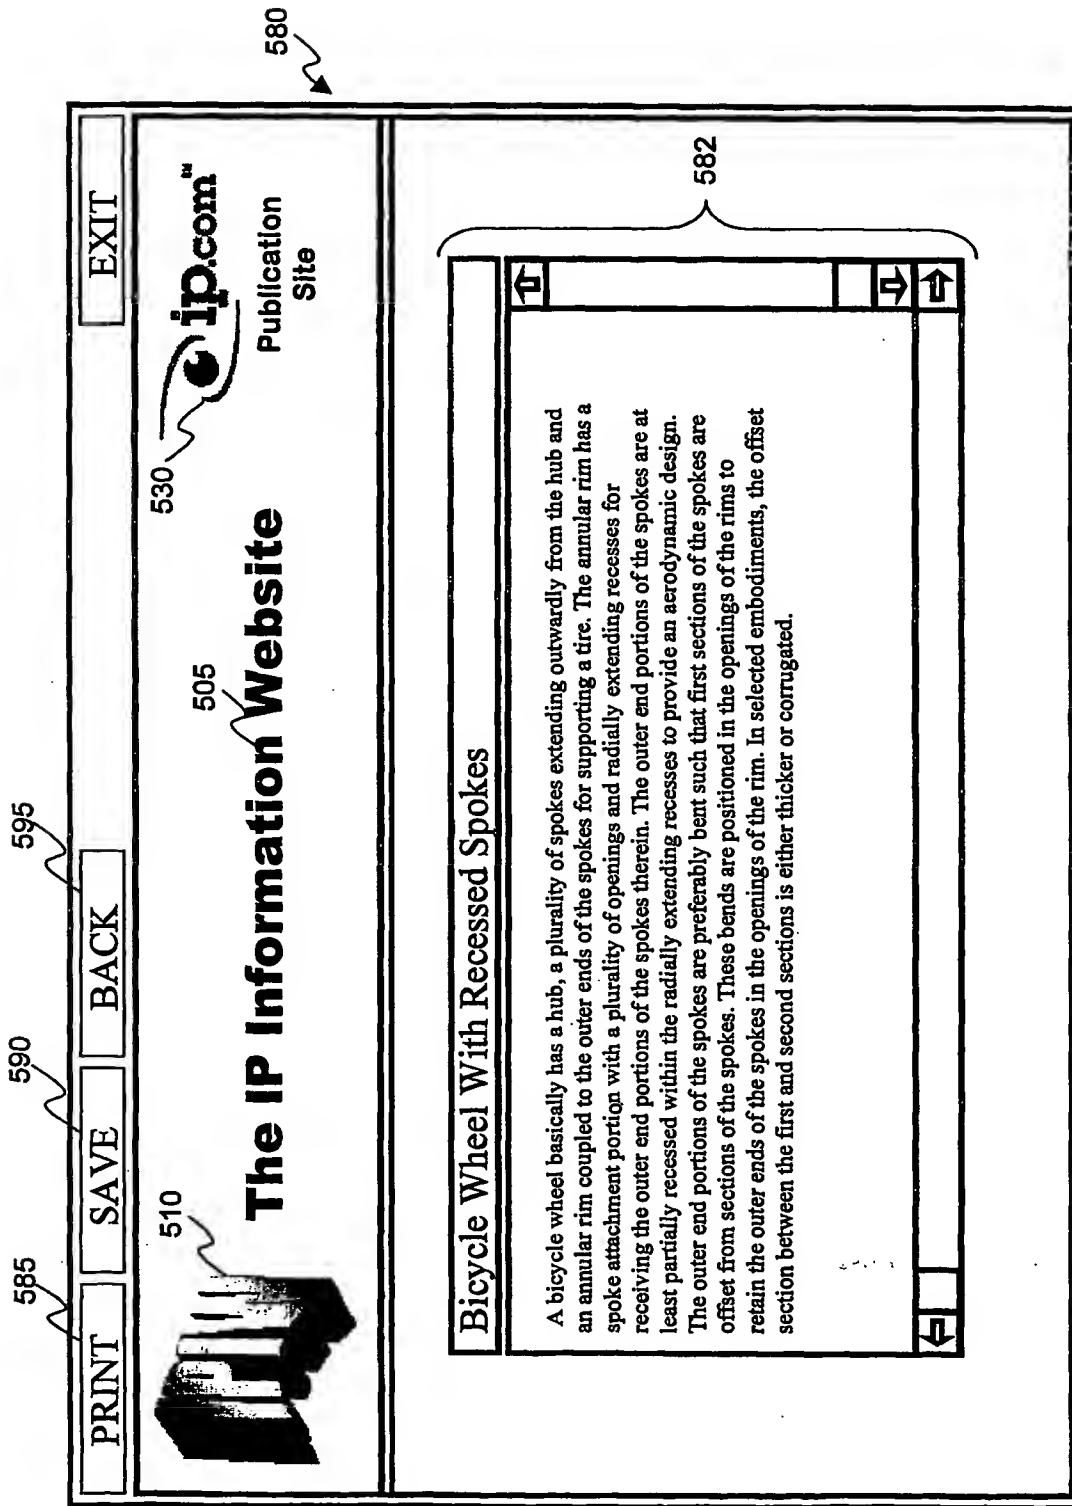 585
590
595
PRINT
SAVE
BACK
EXIT
580
510
The IP Information Website
505
530
ip.com™
Publication
Site
582
Bicycle Wheel With Recessed Spokes
A bicycle wheel basically has a hub, a plurality of spokes extending outwardly from the hub and
an annular rim coupled to the outer ends of the spokes for supporting a tire. The annular rim has a
spoke attachment portion with a plurality of openings and radially extending recesses for
receiving the outer end portions of the spokes therein. The outer end portions of the spokes are at
least partially recessed within the radially extending recesses to provide an aerodynamic design.
The outer end portions of the spokes are preferably bent such that first sections of the spokes are
offset from sections of the spokes. These bends are positioned in the openings of the rims to
retain the outer ends of the spokes in the openings of the rim. In selected embodiments, the offset
section between the first and second sections is either thicker or corrugated.